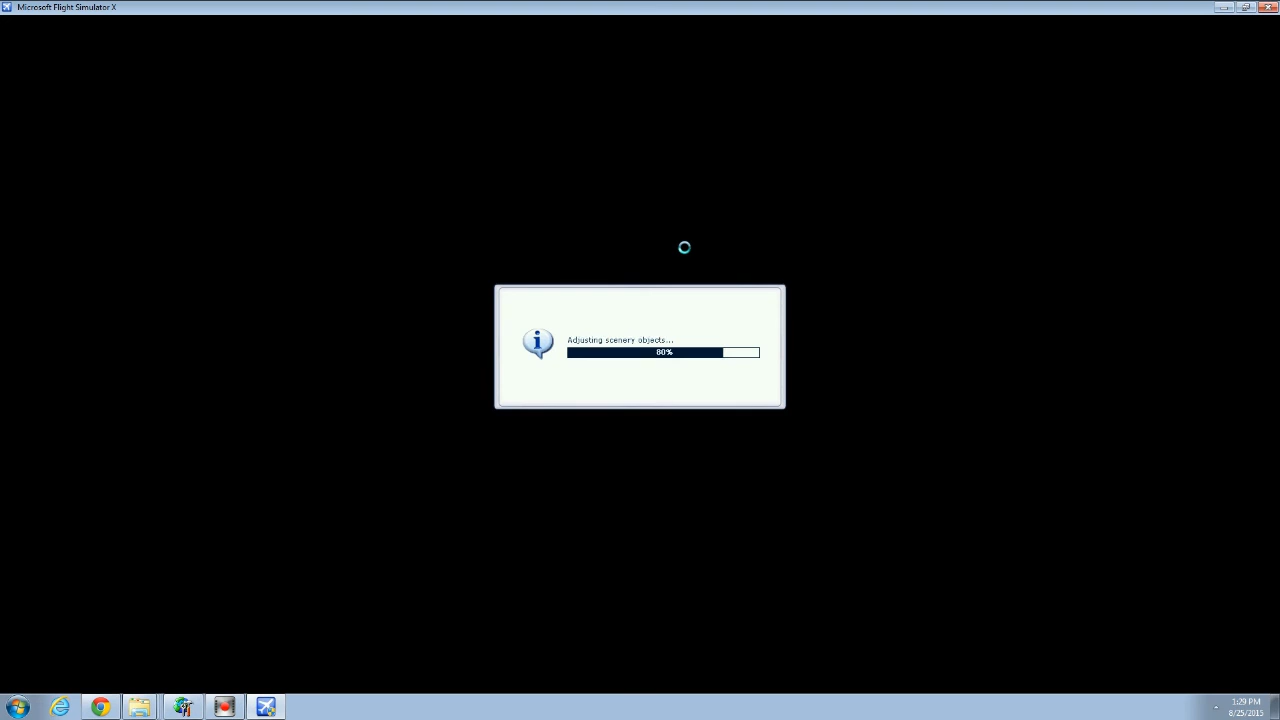 Microsoft Flight Simulator X
Adjusting scenery objects...
80%
1:29 PM
8/25/2015